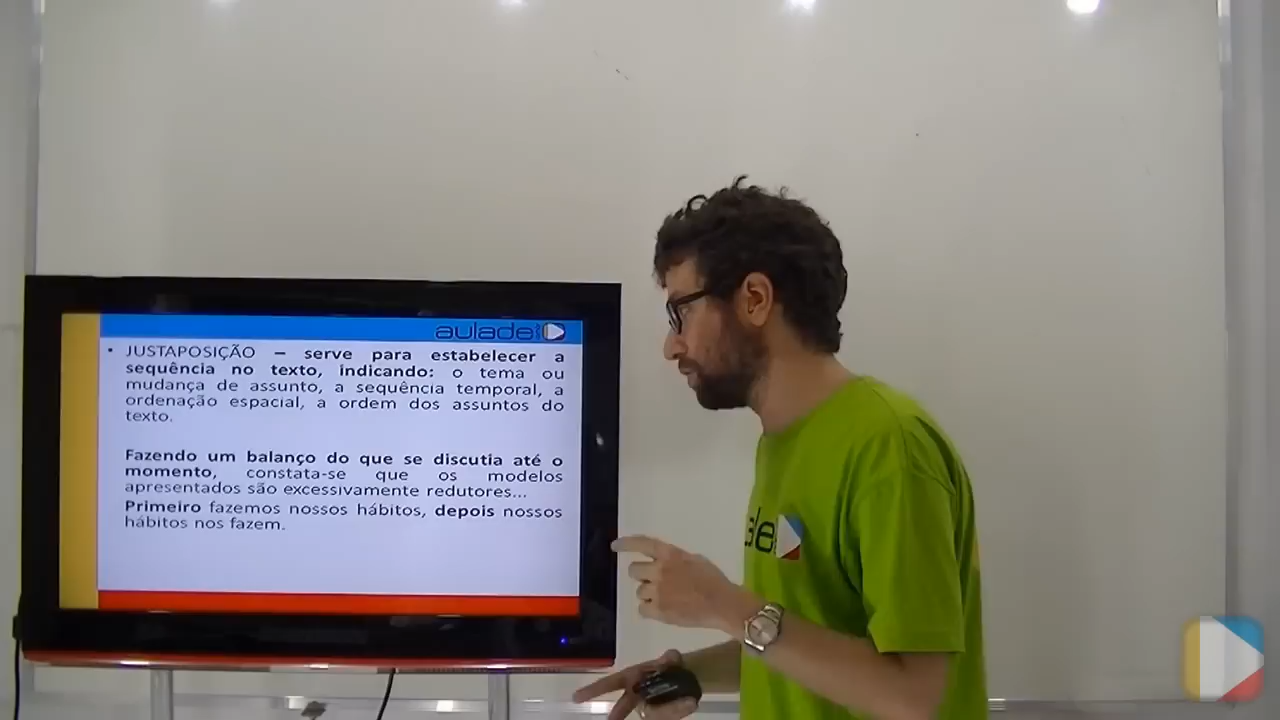 aulade
• JUSTAPOSIÇÃO – serve para estabelecer a
sequência no texto, indicando: o tema ou
mudança de assunto, a sequência temporal, a
ordenação espacial, a ordem dos assuntos do
texto.
Fazendo um balanço do que se discutia até o
momento, constata-se que os modelos
apresentados são excessivamente redutores...
Primeiro fazemos nossos hábitos, depois nossos
hábitos nos fazem.